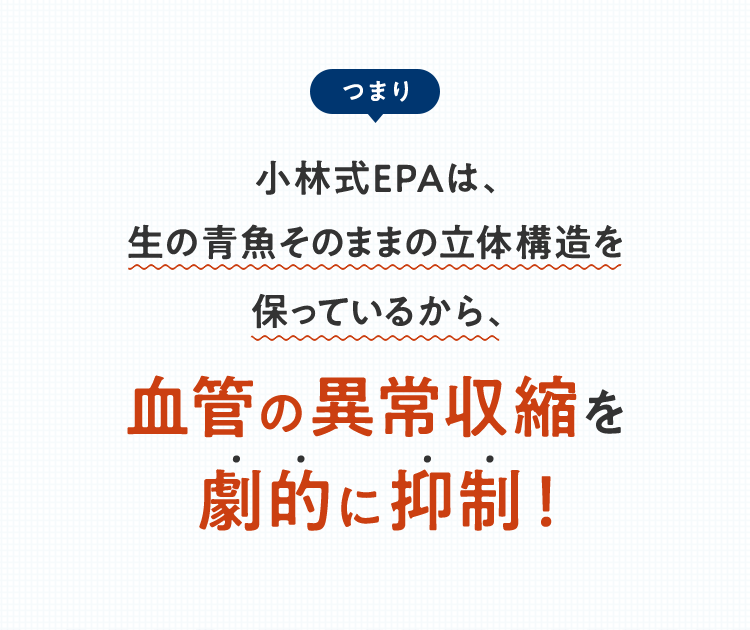 つまり
小林式EPAは、
生の青魚そのままの立体構造を
保っているから、
血管の異常収縮を
劇的に抑制！